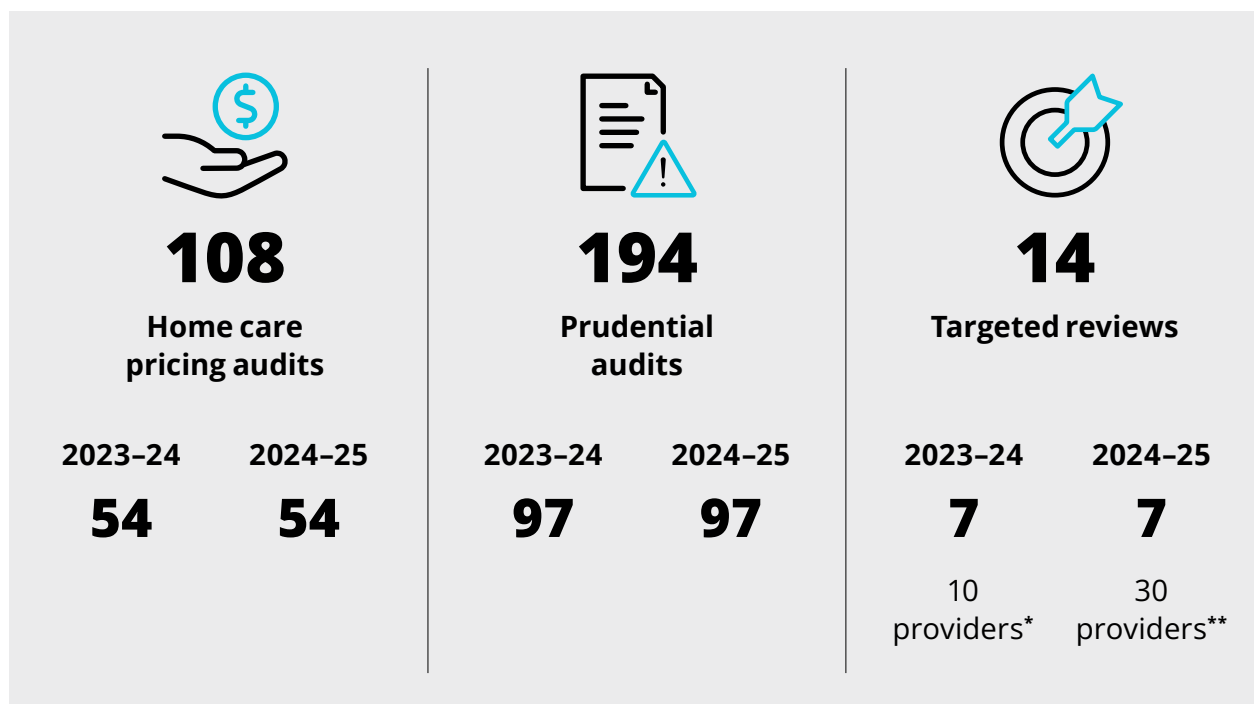 $
!
108
Home care
pricing audits
2023–24 2024–25
54 54
194
Prudential
audits
2023–24 2024–25
97 97
14
Targeted reviews
2023–24 2024–25
7 7
10 30
providers* providers**